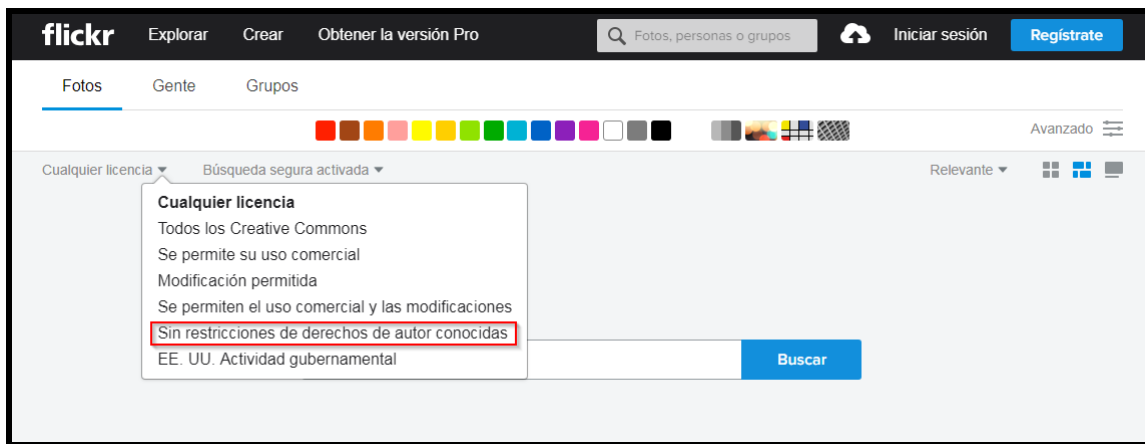 flickr Explorar Crear Obtener la versión Pro Fotos, personas o grupos Iniciar sesión Regístrate
Fotos Gente Grupos
Avanzado
Cualquier licencia Búsqueda segura activada Relevante
Cualquier licencia
Todos los Creative Commons
Se permite su uso comercial
Modificación permitida
Se permiten el uso comercial y las modificaciones
Sin restricciones de derechos de autor conocidas
EE. UU. Actividad gubernamental Buscar